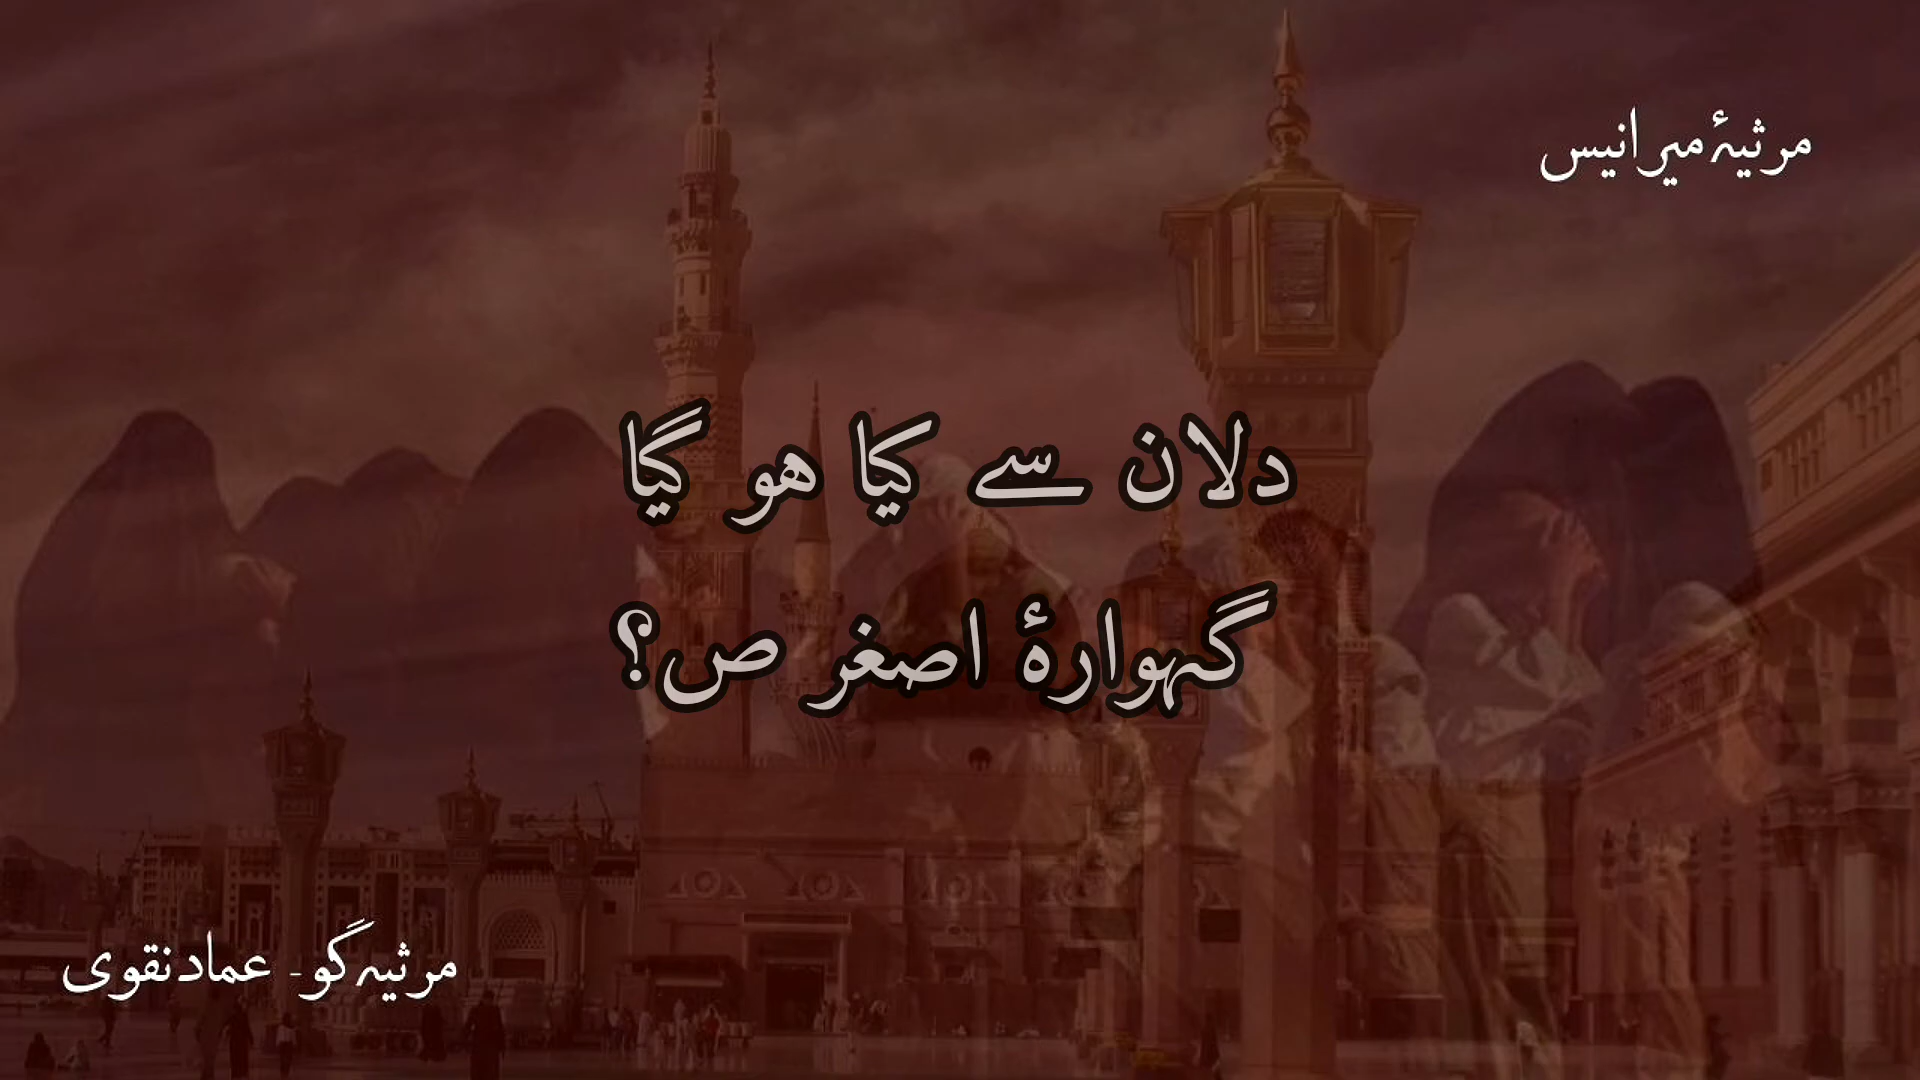 مرثیۂ میر انیس
دلان سے کیا ہو گیا
گہوارۂ اصغر ص؟
مرثیہ گو - عماد نقوی